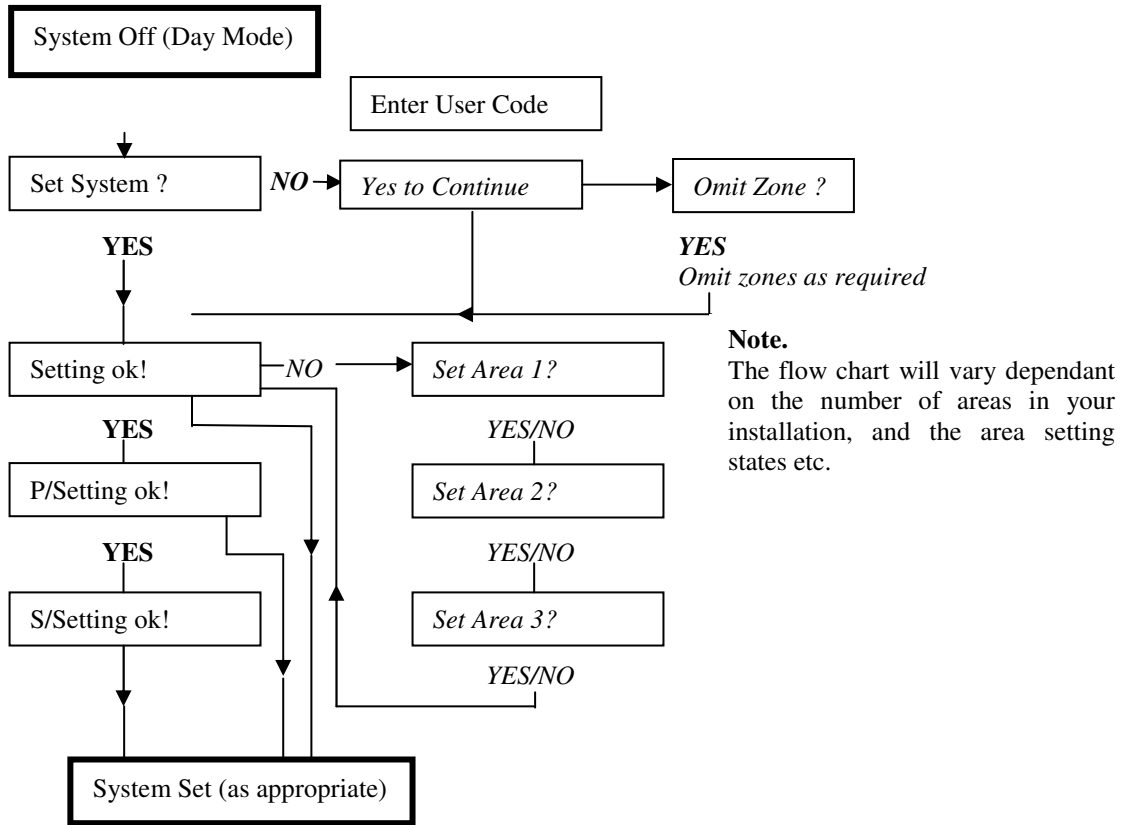 System Off (Day Mode)
Enter User Code
Set System ?
NO
Yes to Continue
Omit Zone ?
YES
YES
Omit zones as required
Note.
The flow chart will vary dependant
on the number of areas in your
installation, and the area setting
states etc.
Setting ok!
NO
Set Area 1?
YES
YES/NO
P/Setting ok!
Set Area 2?
YES
YES/NO
S/Setting ok!
Set Area 3?
YES/NO
System Set (as appropriate)